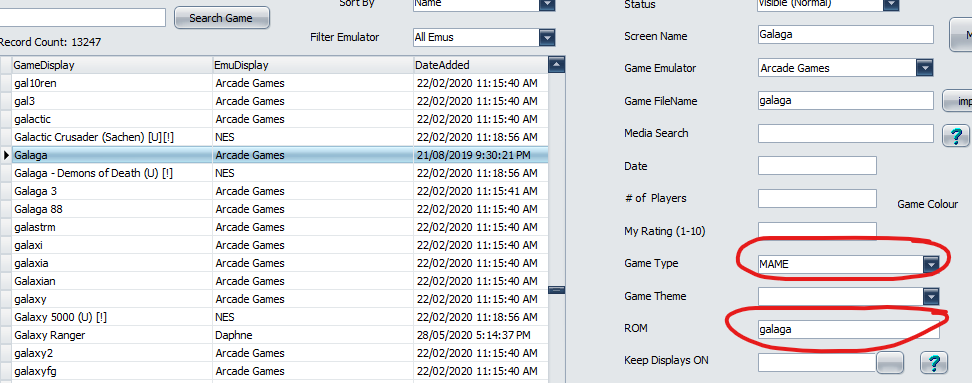 Sort By Name
Search Game
Record Count: 13247
Filter Emulator All Emus
GameDisplay EmuDisplay DateAdded
gal10ren Arcade Games 22/02/2020 11:15:40 AM
gal3 Arcade Games 22/02/2020 11:15:40 AM
galactic Arcade Games 22/02/2020 11:15:40 AM
Galactic Crusader (Sachen) [U][!] NES 22/02/2020 11:18:56 AM
Galaga Arcade Games 21/08/2019 9:30:21 PM
Galaga - Demons of Death (U) [!] NES 22/02/2020 11:18:56 AM
Galaga 3 Arcade Games 22/02/2020 11:15:41 AM
Galaga 88 Arcade Games 22/02/2020 11:15:40 AM
galastrm Arcade Games 22/02/2020 11:15:40 AM
galaxi Arcade Games 22/02/2020 11:15:40 AM
galaxia Arcade Games 22/02/2020 11:15:40 AM
Galaxian Arcade Games 22/02/2020 11:15:40 AM
galaxy Arcade Games 22/02/2020 11:15:40 AM
Galaxy 5000 (U) [!] NES 22/02/2020 11:18:56 AM
Galaxy Ranger Daphne 28/05/2020 5:14:37 PM
galaxy2 Arcade Games 22/02/2020 11:15:40 AM
galaxyfg Arcade Games 22/02/2020 11:15:40 AM
Status Visible (Normal)
Screen Name Galaga M
Game Emulator Arcade Games
Game FileName galaga imp
Media Search ?
Date
# of Players
Game Colour
My Rating (1-10)
Game Type MAME
Game Theme
ROM galaga
Keep Displays ON ?